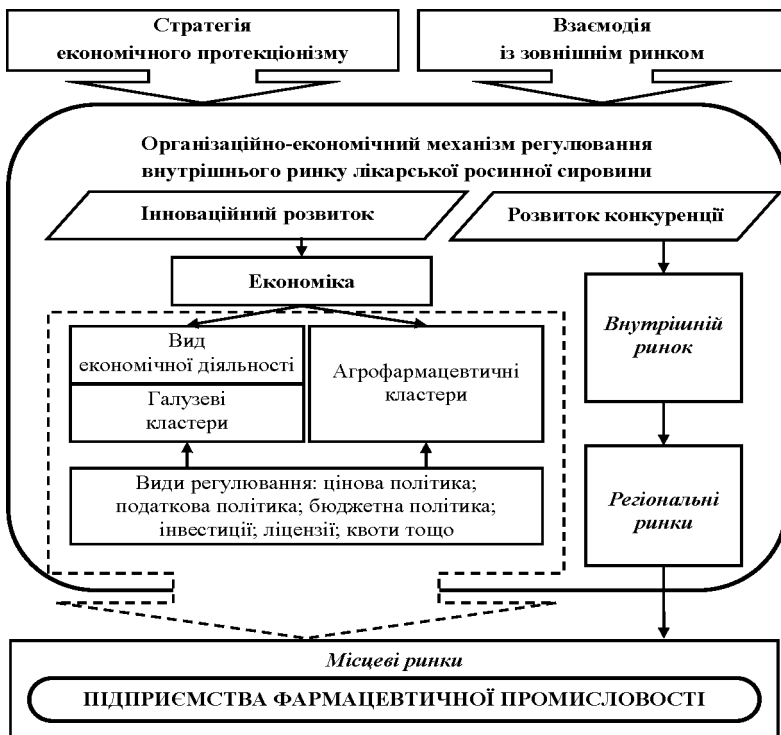 Стратегія
економічного протекціонізму
Взаємодія
із зовнішнім ринком
Організаційно-економічний механізм регулювання
внутрішнього ринку лікарської росинної сировини
Інноваційний розвиток
Розвиток конкуренції
Економіка
Вид
економічної діяльності
Галузеві
кластери
Агрофармацевтичні
кластери
Види регулювання: цінова політика;
податкова політика; бюджетна політика;
інвестиції; ліцензії; квоти тощо
Внутрішній
ринок
Регіональні
ринки
Місцеві ринки
ПІДПРИЄМСТВА ФАРМАЦЕВТИЧНОЇ ПРОМИСЛОВОСТІ